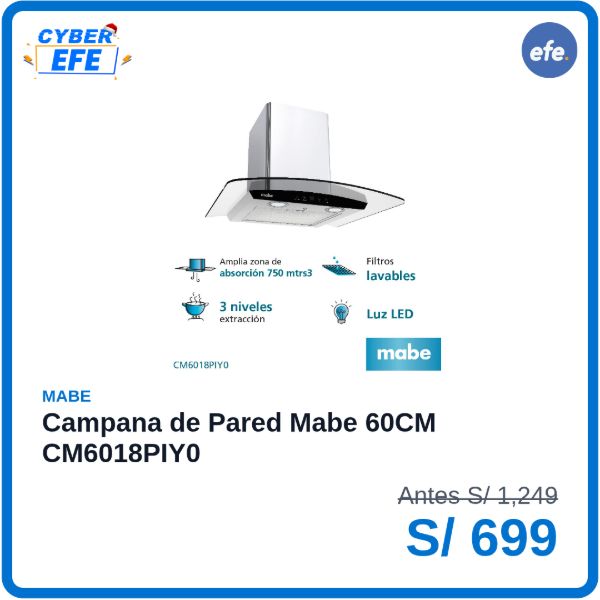 CYBER
EFE
efe.
mabe
Amplia zona de
absorción 750 mtrs3
Filtros
lavables
3 niveles
extracción
Luz LED
mabe
CM6018PIY0
MABE
Campana de Pared Mabe 60CM
CM6018PIY0
Antes S/ 1,249
S/ 699